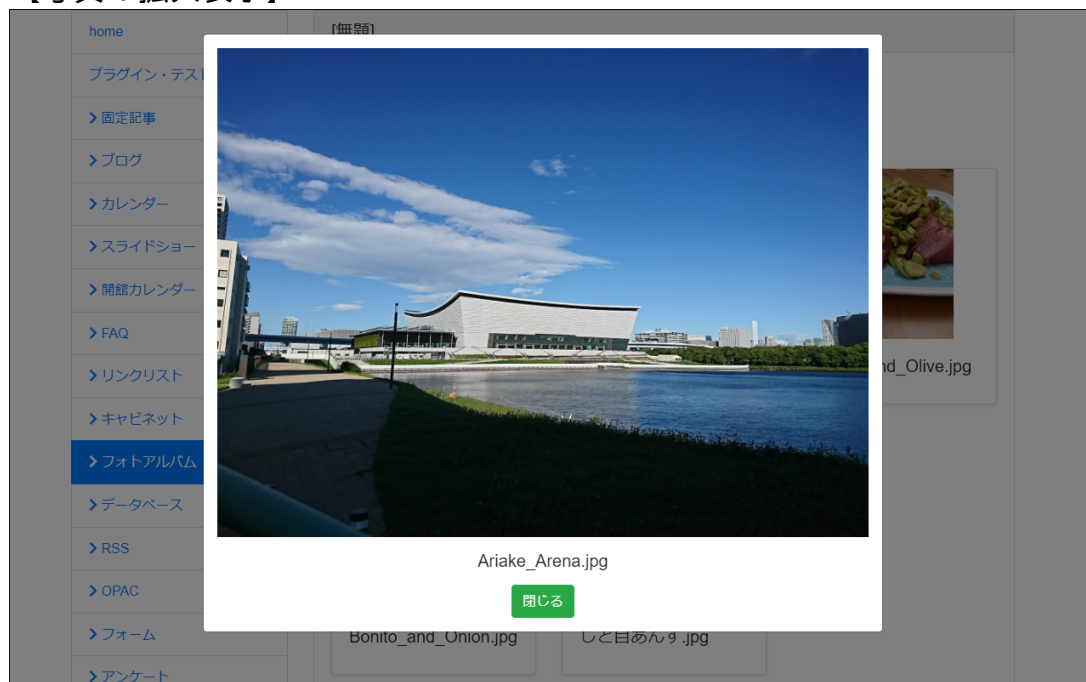 home
[無題]
プラグイン・テス
固定記事
ブログ
カレンダー
スライドショー
開館カレンダー
FAQ
リンクリスト
nd_Olive.jpg
キャビネット
フォトアルバム
データベース
RSS
Ariake_Arena.jpg
OPAC
閉じる
フォーム
Bonito_and_Onion.jpg
アンケート